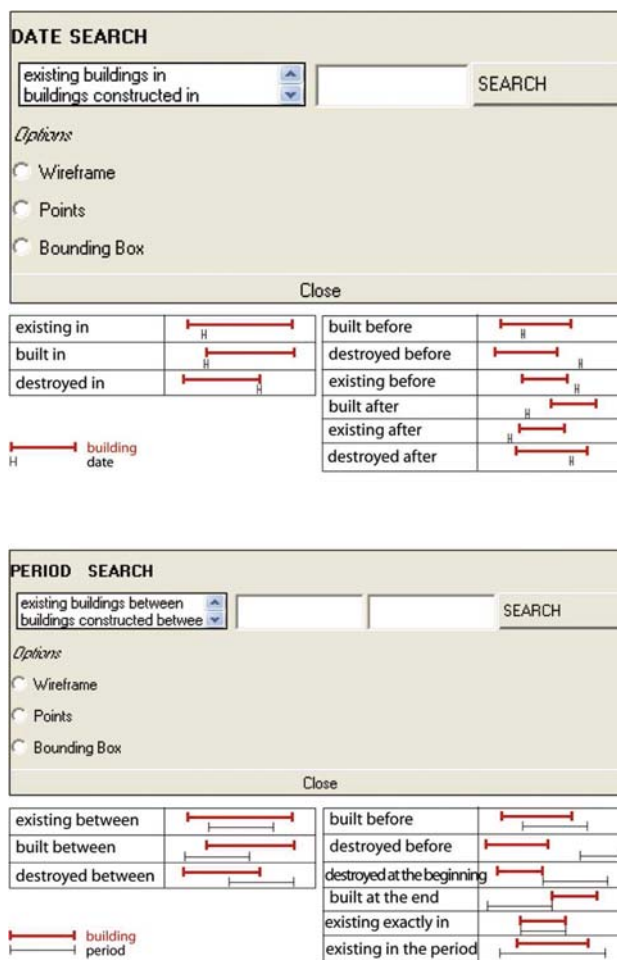 DATE SEARCH
existing buildings in
buildings constructed in
SEARCH
Options
Wireframe
Points
Bounding Box
Close
existing in
built in
destroyed in
building
date
built before
destroyed before
existing before
built after
existing after
destroyed after
PERIOD SEARCH
existing buildings between
buildings constructed betwee
SEARCH
Options
Wireframe
Points
Bounding Box
Close
existing between
built between
destroyed between
building
period
built before
destroyed before
destroyed at the beginning
built at the end
existing exactly in
existing in the period